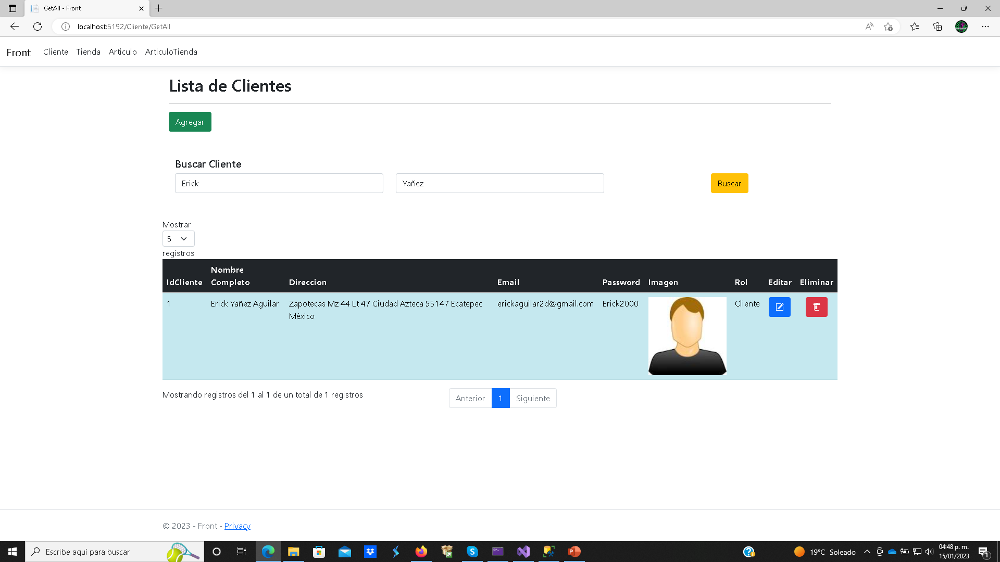 GetAll - Front
localhost:5192/Cliente/GetAll
Front Cliente Tienda Articulo ArticuloTienda
Lista de Clientes
Agregar
Buscar Cliente
Erick Yañez Buscar
Mostrar
5
registros
IdCliente Nombre Completo Direccion Email Password Imagen Rol Editar Eliminar
1 Erick Yañez Aguilar Zapotecas Mz 44 Lt 47 Ciudad Azteca 55147 Ecatepec erickaguilar2d@gmail.com Erick2000 Cliente
México
Mostrando registros del 1 al 1 de un total de 1 registros Anterior 1 Siguiente
© 2023 - Front - Privacy
Escribe aquí para buscar 19°C Soleado 04:48 p. m.
15/01/2023 1